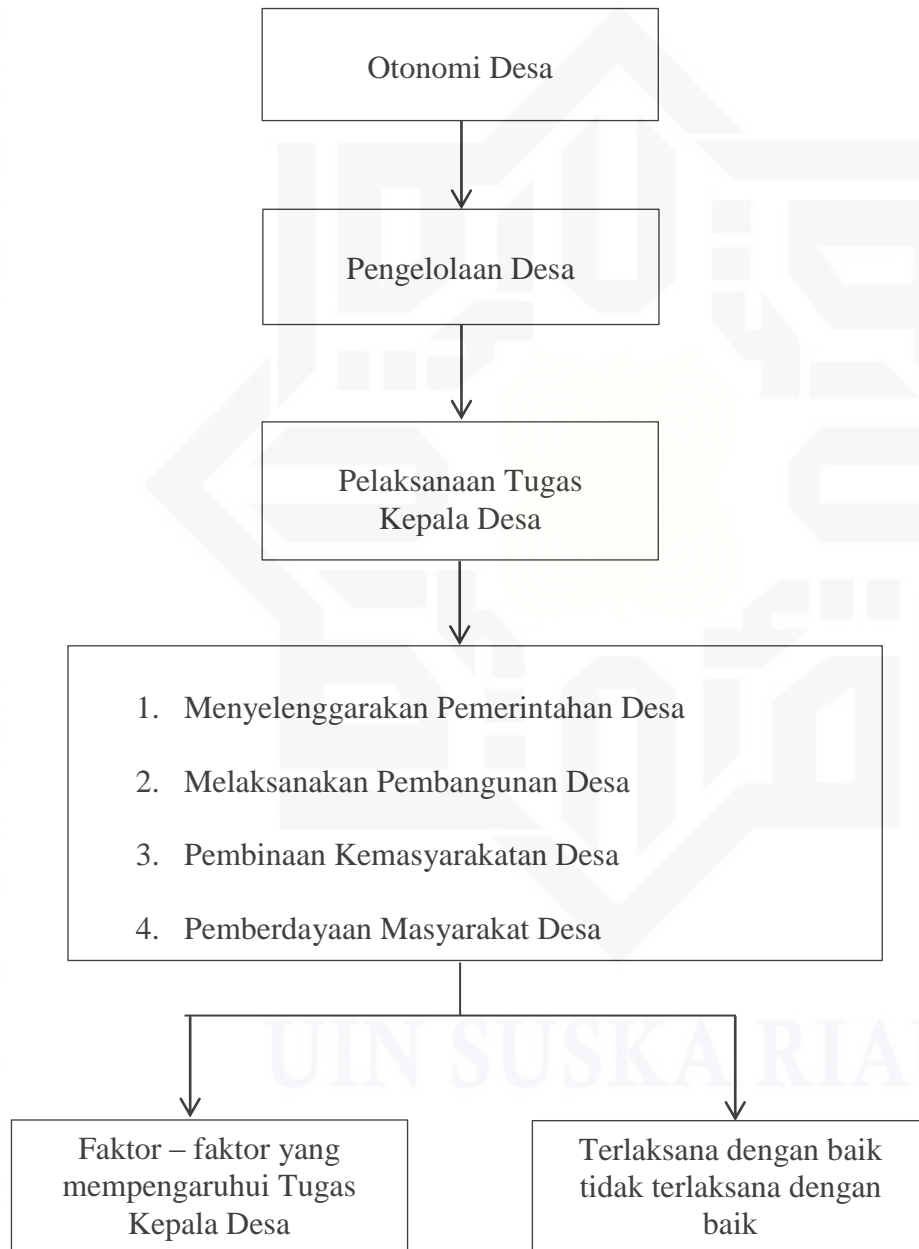 Otonomi Desa
Pengelolaan Desa
Pelaksanaan Tugas
Kepala Desa
1. Menyelenggarakan Pemerintahan Desa
2. Melaksanakan Pembangunan Desa
3. Pembinaan Kemasyarakatan Desa
4. Pemberdayaan Masyarakat Desa
UIN SUSKA RIA
Faktor – faktor yang
mempengaruhui Tugas
Kepala Desa
Terlaksana dengan baik
tidak terlaksana dengan
baik